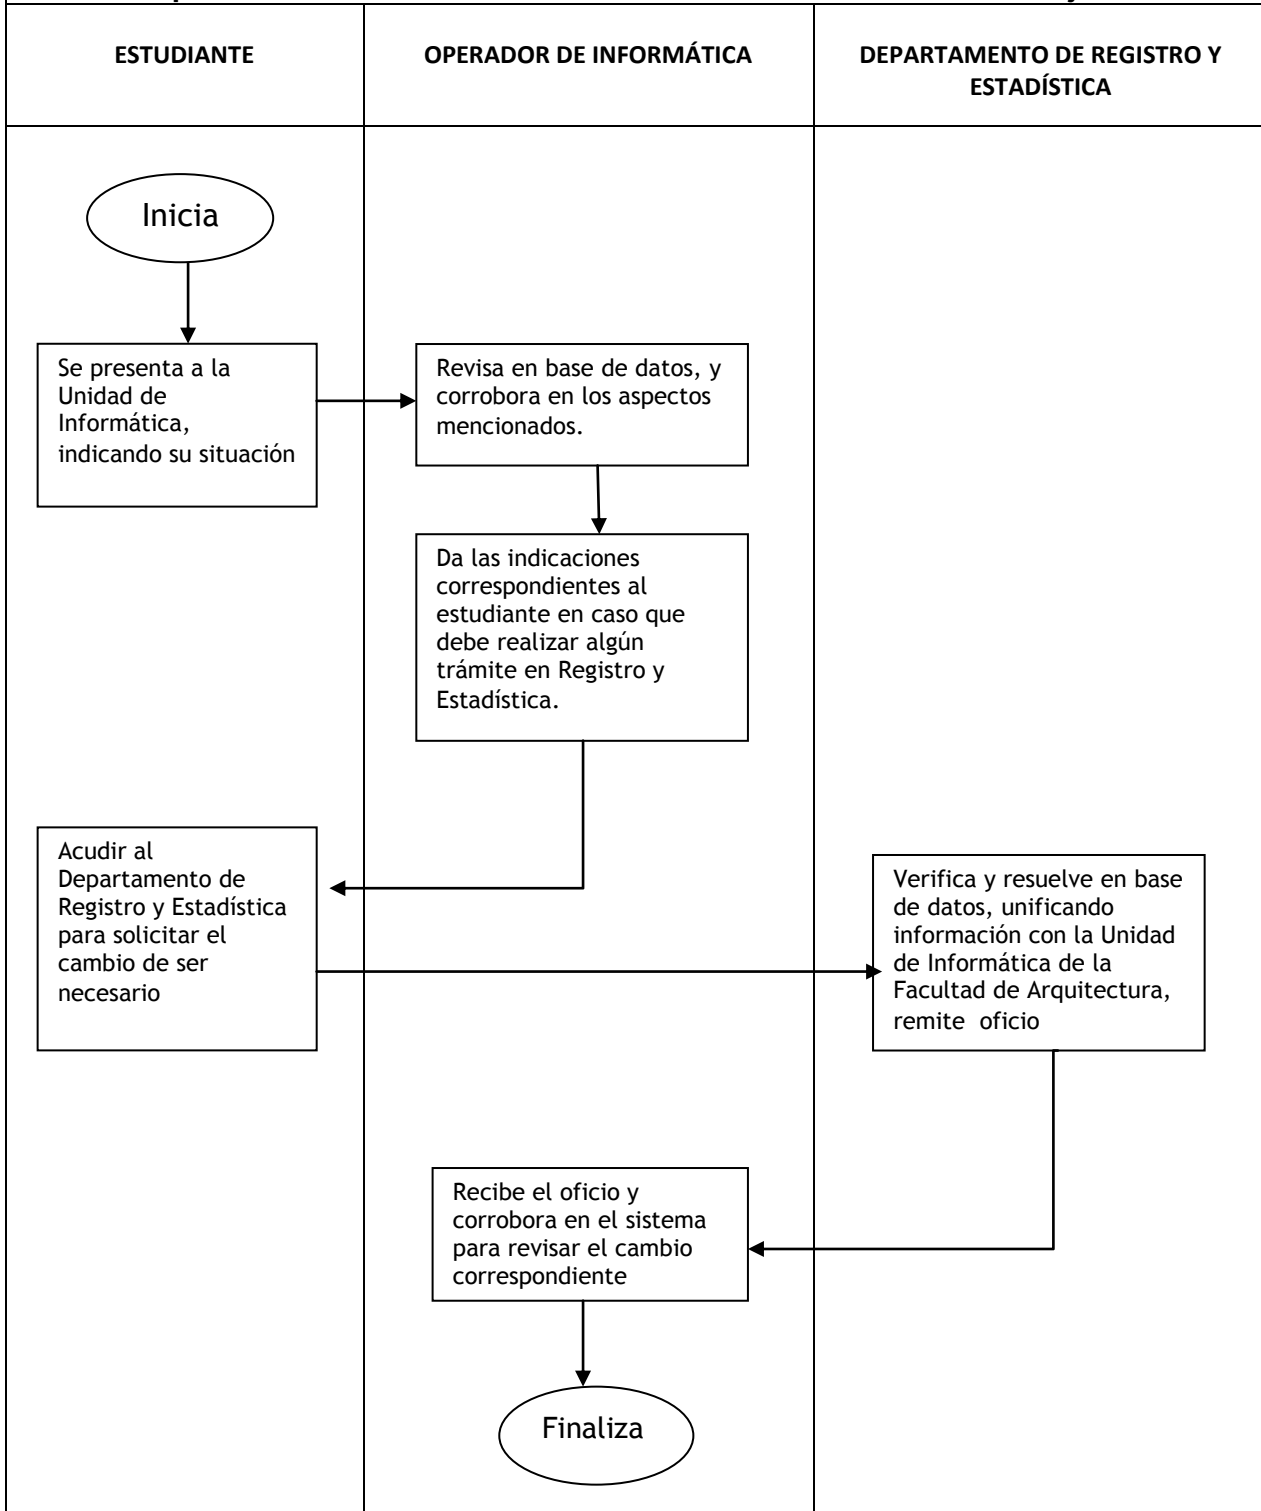 ESTUDIANTE
OPERADOR DE INFORMÁTICA
DEPARTAMENTO DE REGISTRO Y
ESTADÍSTICA
Inicia
Se presenta a la
Unidad de
Informática,
indicando su situación
Revisa en base de datos, y
corrobora en los aspectos
mencionados.
Da las indicaciones
correspondientes al
estudiante en caso que
debe realizar algún
trámite en Registro y
Estadística.
Acudir al
Departamento de
Registro y Estadística
para solicitar el
cambio de ser
necesario
Verifica y resuelve en base
de datos, unificando
información con la Unidad
de Informática de la
Facultad de Arquitectura,
remite oficio
Recibe el oficio y
corrobora en el sistema
para revisar el cambio
correspondiente
Finaliza